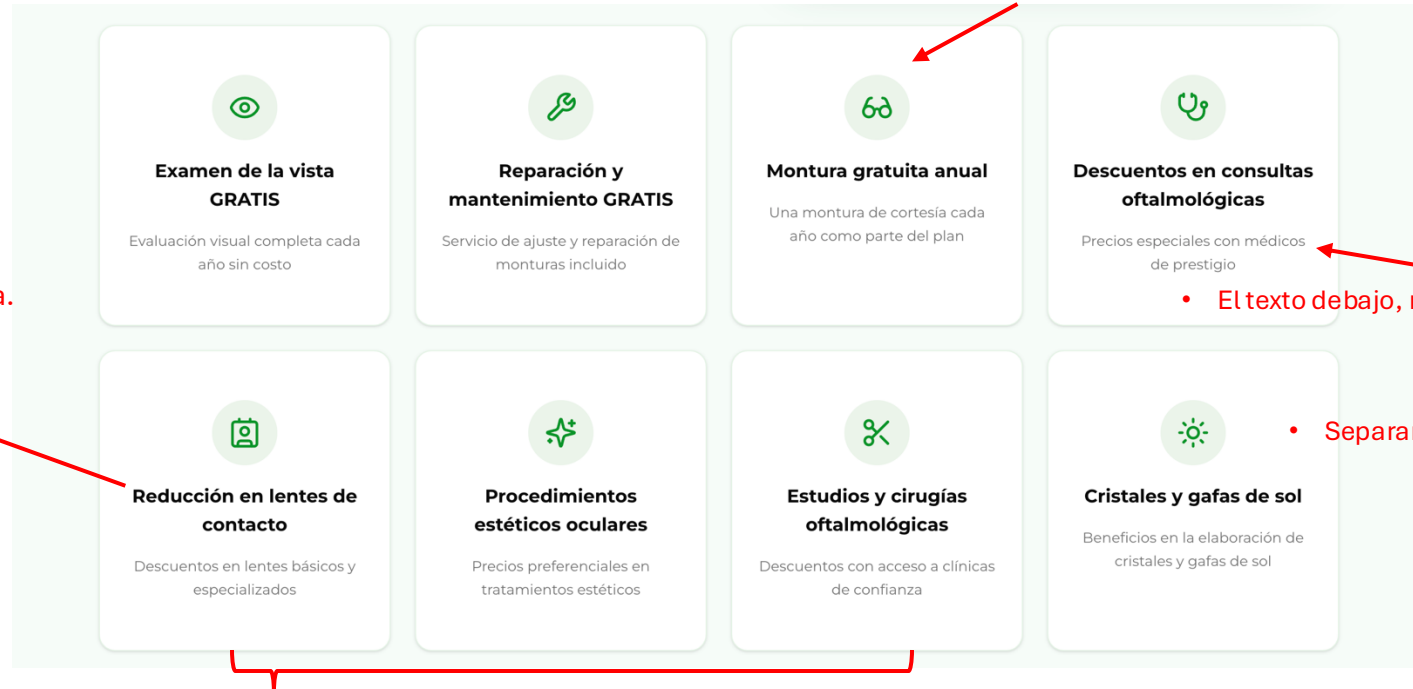 Examen de la vista
GRATIS
Evaluación visual completa cada
año sin costo
Reparación y
mantenimiento GRATIS
Servicio de ajuste y reparación de
monturas incluido
Montura gratuita anual
Una montura de cortesía cada
año como parte del plan
Descuentos en consultas
oftalmológicas
Precios especiales con médicos
de prestigio
• El texto debajo,
Reducción en lentes de
contacto
Descuentos en lentes básicos y
especializados
Procedimientos
estéticos oculares
Precios preferenciales en
tratamientos estéticos
Estudios y cirugías
oftalmológicas
Descuentos con acceso a clínicas
de confianza
Cristales y gafas de sol
Beneficios en la elaboración de
cristales y gafas de sol
• Separar